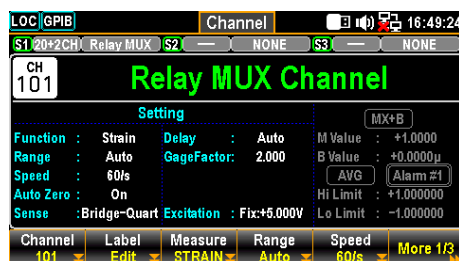 LOC GPIB Channel 16:49:24
S1 20+2CH Relay MUX S2 — NONE S3 — NONE
CH
101
Relay MUX Channel
Setting
MX+B
Function : Strain Delay : Auto M Value : +1.0000
Range : Auto GageFactor: 2.000 B Value : +0.0000µ
Speed : 60/s AVG Alarm #1
Auto Zero : On Hi Limit : +1.000000
Sense :Bridge-Quart Excitation : Fix:+5.000V Lo Limit : -1.000000
Channel Label Measure Range Speed More 1/3
101 Edit STRAIN Auto 60/s